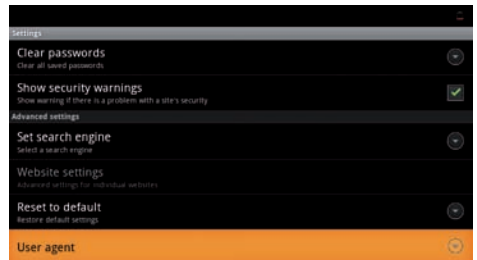 Settings
Clear passwords
Clear all saved passwords
Show security warnings
Show warning if there is a problem with a site's security
Advanced settings
Set search engine
Select a search engine
Website settings
Advanced settings for individual websites
Reset to default
Restore default settings
User agent